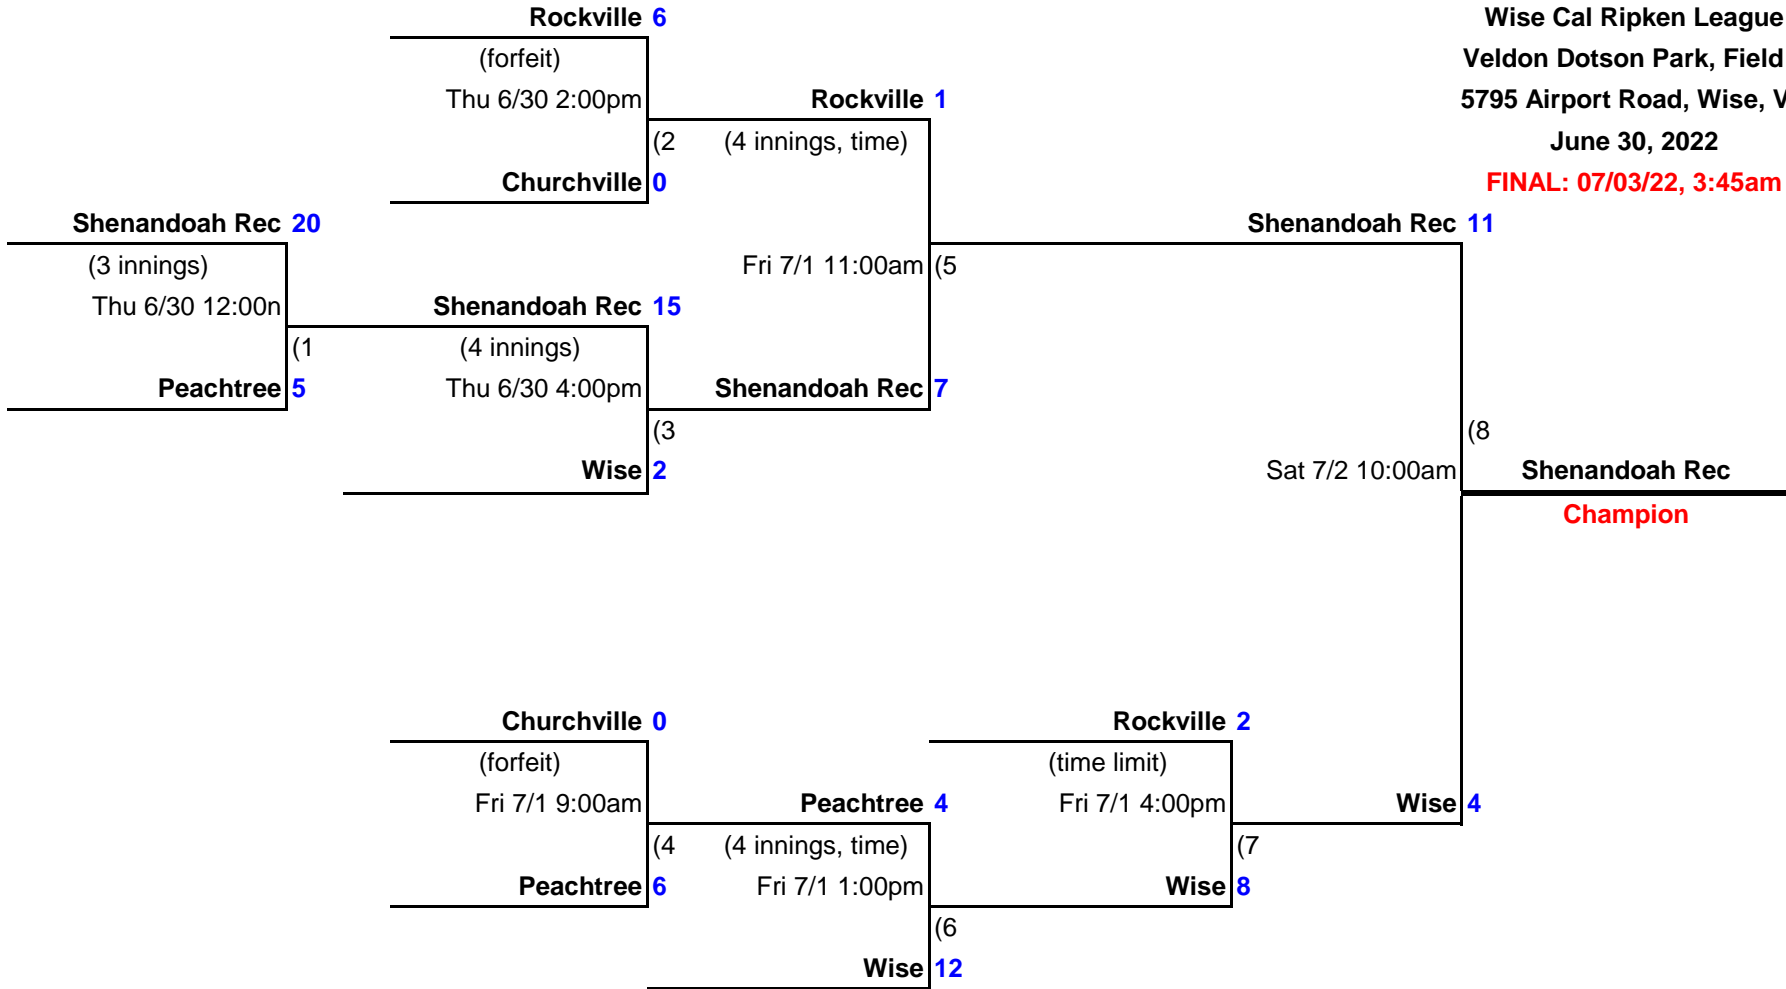 Rockville 6
Wise Cal Ripken League
(forfeit)
Veldon Dotson Park, Field
Thu 6/30 2:00pm
Rockville 1
5795 Airport Road, Wise, V
(2
(4 innings, time)
June 30, 2022
Churchville 0
FINAL: 07/03/22, 3:45am
Shenandoah Rec 20
Shenandoah Rec 11
(3 innings)
Fri 7/1 11:00am
(5
Thu 6/30 12:00n
Shenandoah Rec 15
(1
(4 innings)
Peachtree 5
Thu 6/30 4:00pm
Shenandoah Rec 7
(3
(8
Wise 2
Sat 7/2 10:00am
Shenandoah Rec
Champion
Churchville 0
Rockville 2
(forfeit)
(time limit)
Fri 7/1 9:00am
Peachtree 4
Fri 7/1 4:00pm
Wise 4
(4
(4 innings, time)
(7
Peachtree 6
Fri 7/1 1:00pm
Wise 8
(6
Wise 12